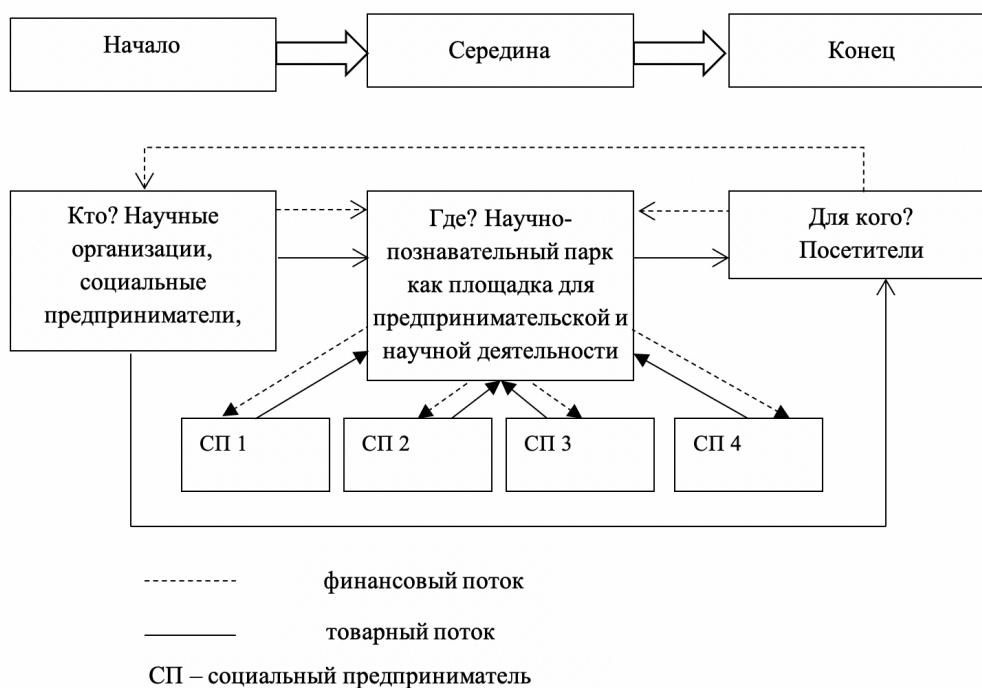 Начало
Середина
Конец
Кто? Научные
организации,
социальные
предприниматели,
Где? Научно-
познавательный парк
как площадка для
предпринимательской и
научной деятельности
Для кого?
Посетители
СП 1
СП 2
СП 3
СП 4
финансовый поток
товарный поток
СП – социальный предприниматель